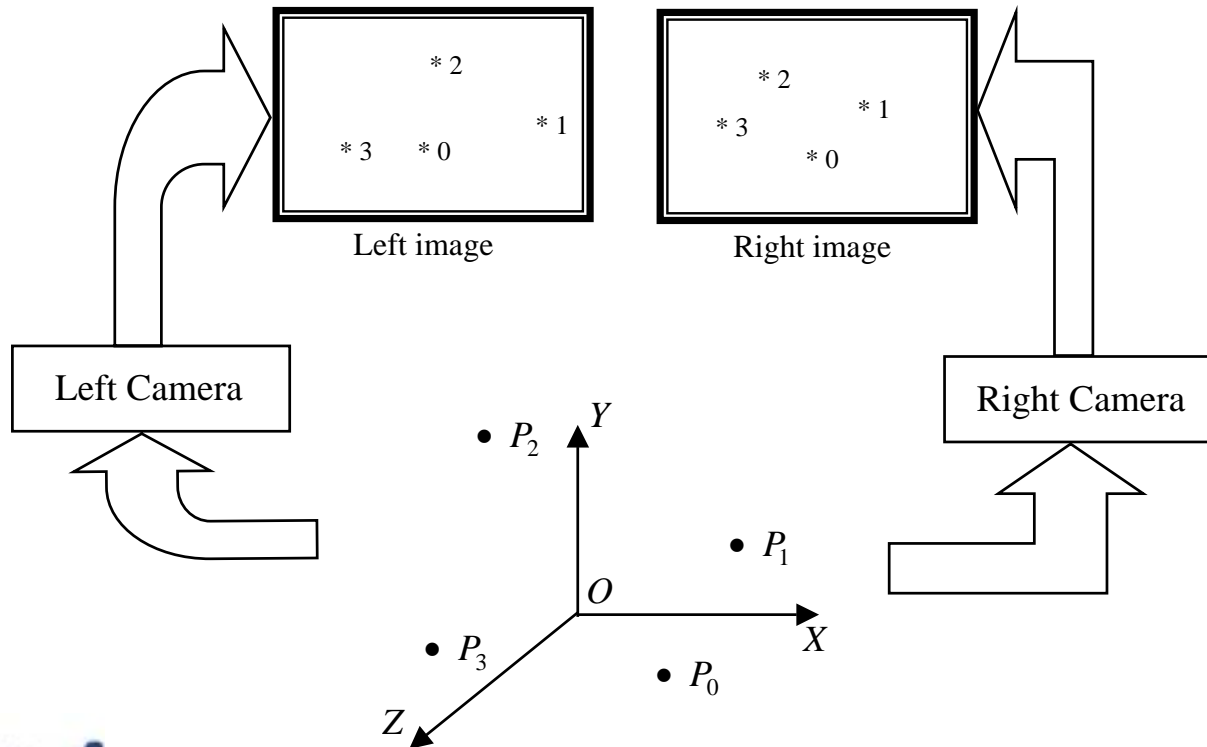 * 2
* 1
* 3 * 0
Left image
* 2
* 1
* 3
* 0
Right image
Left Camera
Right Camera
Y
P₂
P₁
O
X
P₃
P₀
Z